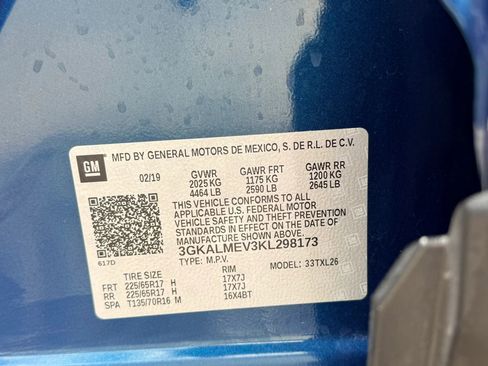 GM
MFD BY GENERAL MOTORS DE MEXICO, S. DE R.L. DE C.V.
02/19 GVWR GAWR FRT GAWR RR
2025 KG 1175 KG 1200 KG
4464 LB 2590 LB 2645 LB
THIS VEHICLE CONFORMS TO ALL
APPLICABLE U.S. FEDERAL MOTOR
VEHICLE SAFETY AND THEFT PREVENTION
STANDARDS IN EFFECT ON THE DATE OF
MANUFACTURE SHOWN ABOVE.
3GKALMEV3KL298173
617D
TYPE: M.P.V. MODEL: 33TXL26
TIRE SIZE RIM
FRT 225/65R17 H 17X7J
RR 225/65R17 H 17X7J
SPA T135/70R16 M 16X4BT